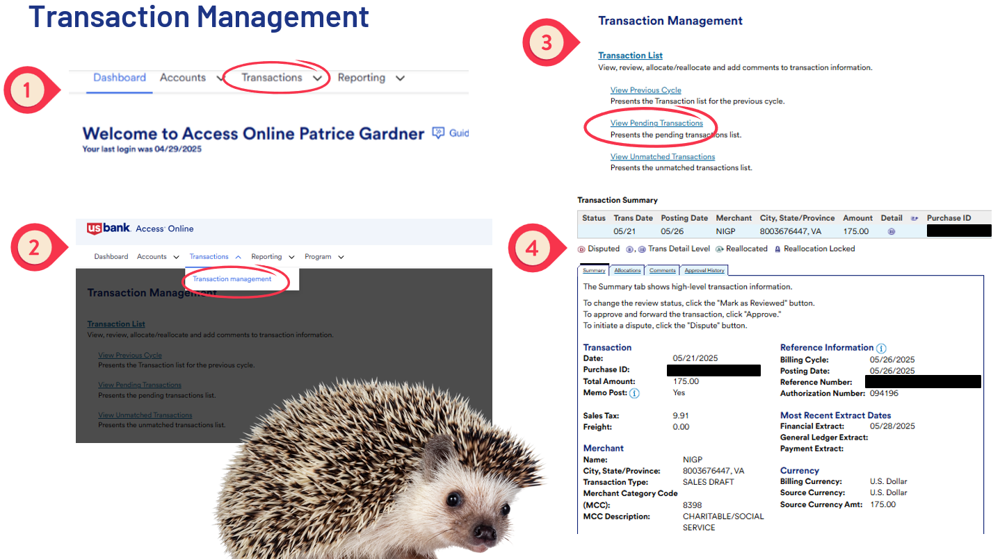 Transaction Management
1
Dashboard Accounts Transactions Reporting
Welcome to Access Online Patrice Gardner Guid
Your last login was 04/29/2025
2
usbank Access Online
Dashboard Accounts Transactions Reporting Program
Transaction management
Transaction Management
Transaction List
View, review, allocate/reallocate and add comments to transaction information.
View Previous Cycle
Presents the Transaction list for the previous cycle.
View Pending Transactions
Presents the pending transactions list.
View Unmatched Transactions
Presents the unmatched transactions list.
3
Transaction Management
Transaction List
View, review, allocate/reallocate and add comments to transaction information.
View Previous Cycle
Presents the Transaction list for the previous cycle.
View Pending Transactions
Presents the pending transactions list.
View Unmatched Transactions
Presents the unmatched transactions list.
4
Transaction Summary
Status Trans Date Posting Date Merchant City, State/Province Amount Detail Purchase ID
05/21 05/26 NIGP 8003676447, VA 175.00
Disputed , Trans Detail Level Reallocated Reallocation Locked
Summary Allocations Comments Approval History
The Summary tab shows high-level transaction information.
To change the review status, click the "Mark as Reviewed" button.
To approve and forward the transaction, click "Approve."
To initiate a dispute, click the "Dispute" button.
Transaction
Date: 05/21/2025
Purchase ID:
Total Amount: 175.00
Memo Post: Yes
Sales Tax: 9.91
Freight: 0.00
Merchant
Name: NIGP
City, State/Province: 8003676447, VA
Transaction Type: SALES DRAFT
Merchant Category Code
(MCC): 8398
MCC Description: CHARITABLE/SOCIAL
SERVICE
Reference Information
Billing Cycle: 05/26/2025
Posting Date: 05/26/2025
Reference Number:
Authorization Number: 094196
Most Recent Extract Dates
Financial Extract: 05/28/2025
General Ledger Extract:
Payment Extract:
Currency
Billing Currency: U.S. Dollar
Source Currency: U.S. Dollar
Source Currency Amt: 175.00